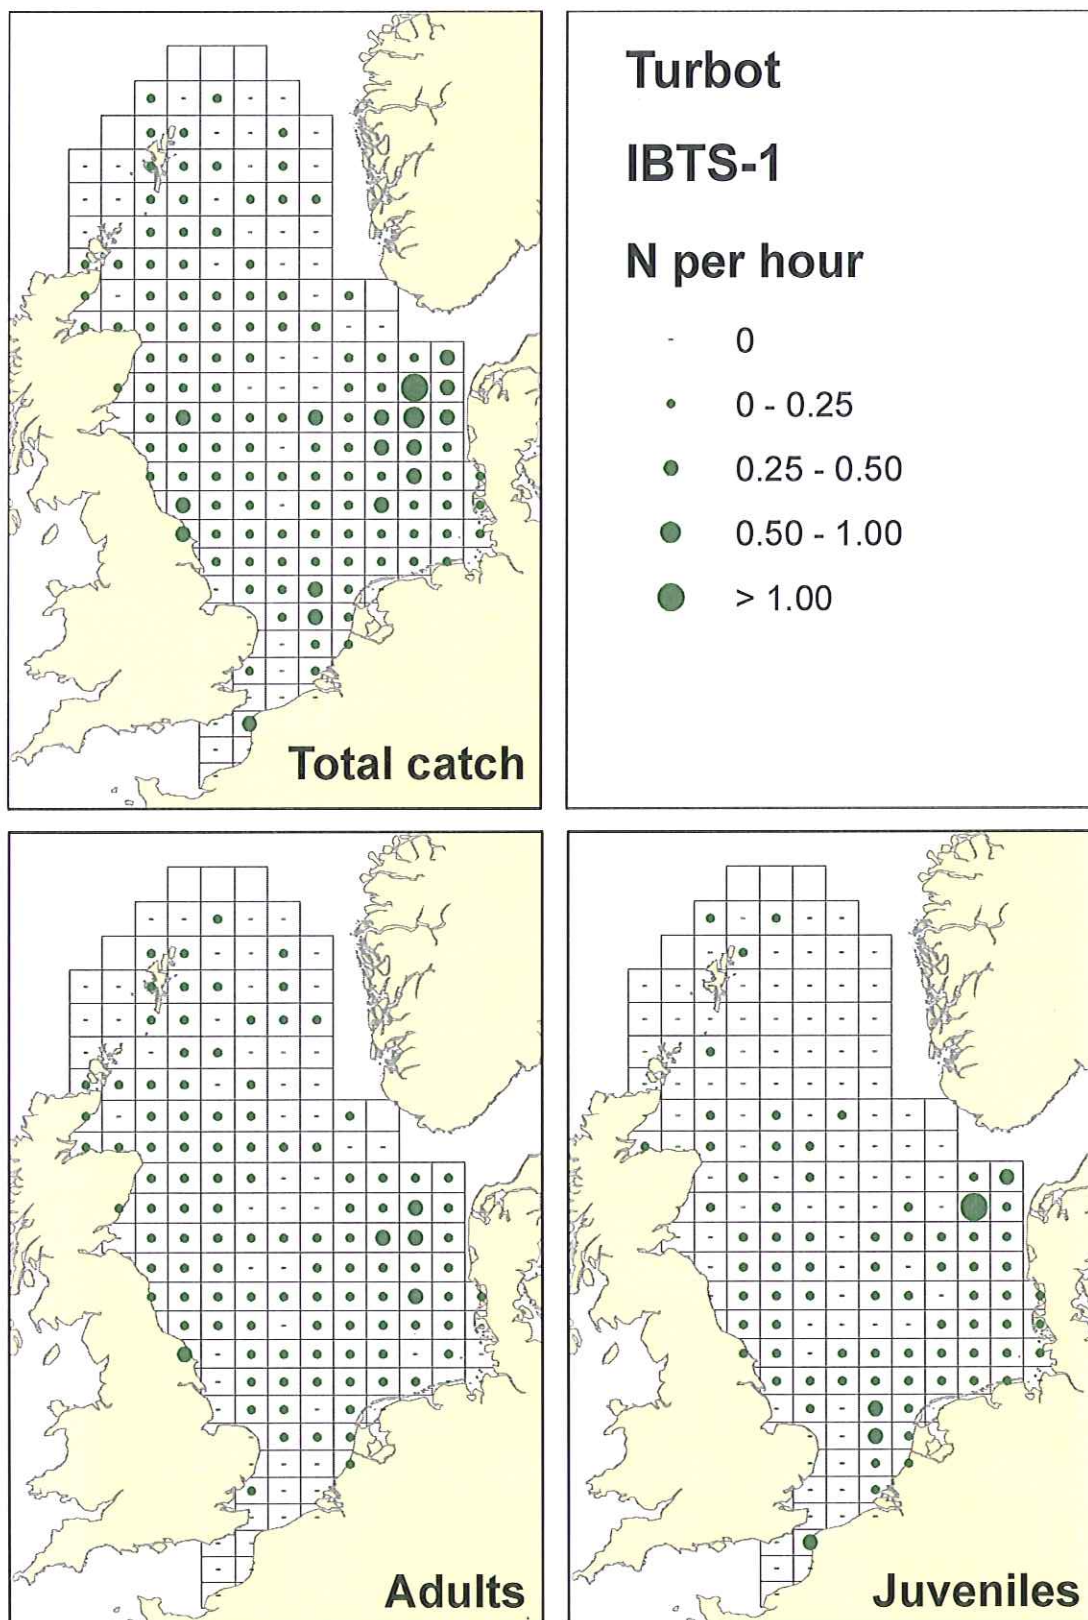 Turbot
IBTS-1
N per hour
- 0
0 - 0.25
0.25 - 0.50
0.50 - 1.00
> 1.00
Total catch
Adults
Juveniles